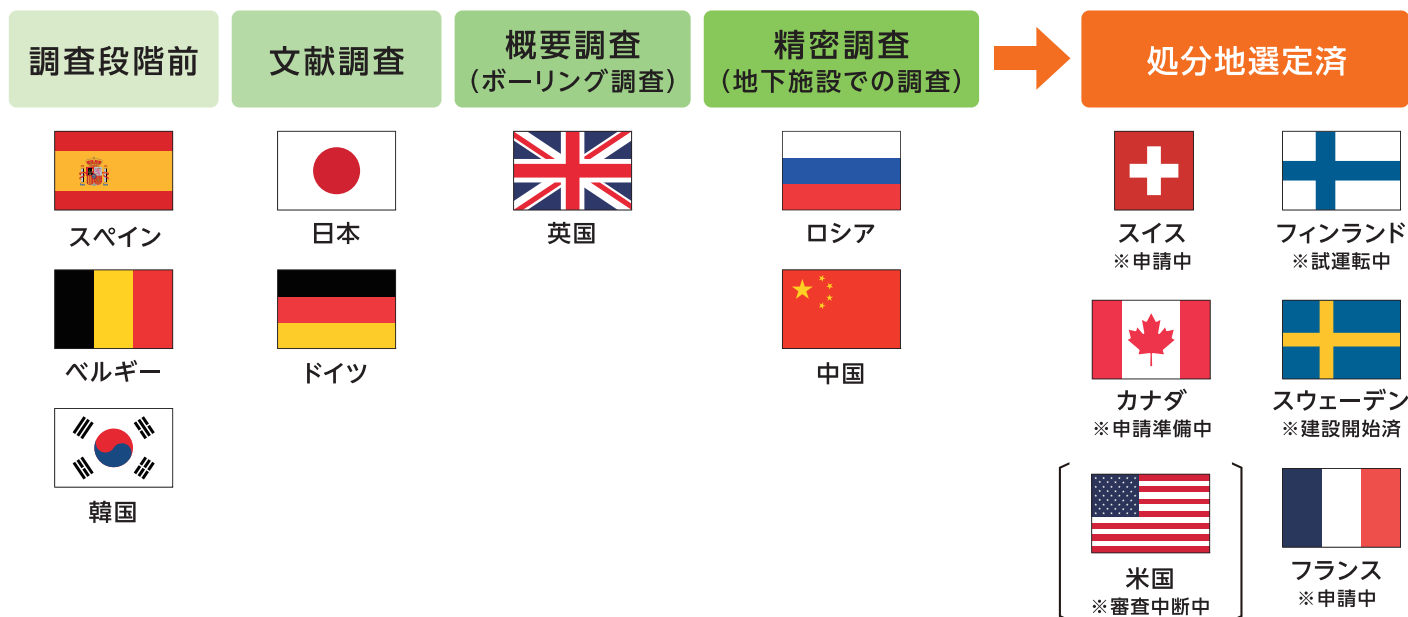 調査段階前
文献調査
概要調査
（ボーリング調査）
精密調査
（地下施設での調査）
処分地選定済
スペイン
ベルギー
韓国
日本
ドイツ
英国
ロシア
中国
スイス
※申請中
フィンランド
※試運転中
カナダ
※申請準備中
スウェーデン
※建設開始済
米国
※審査中断中
フランス
※申請中